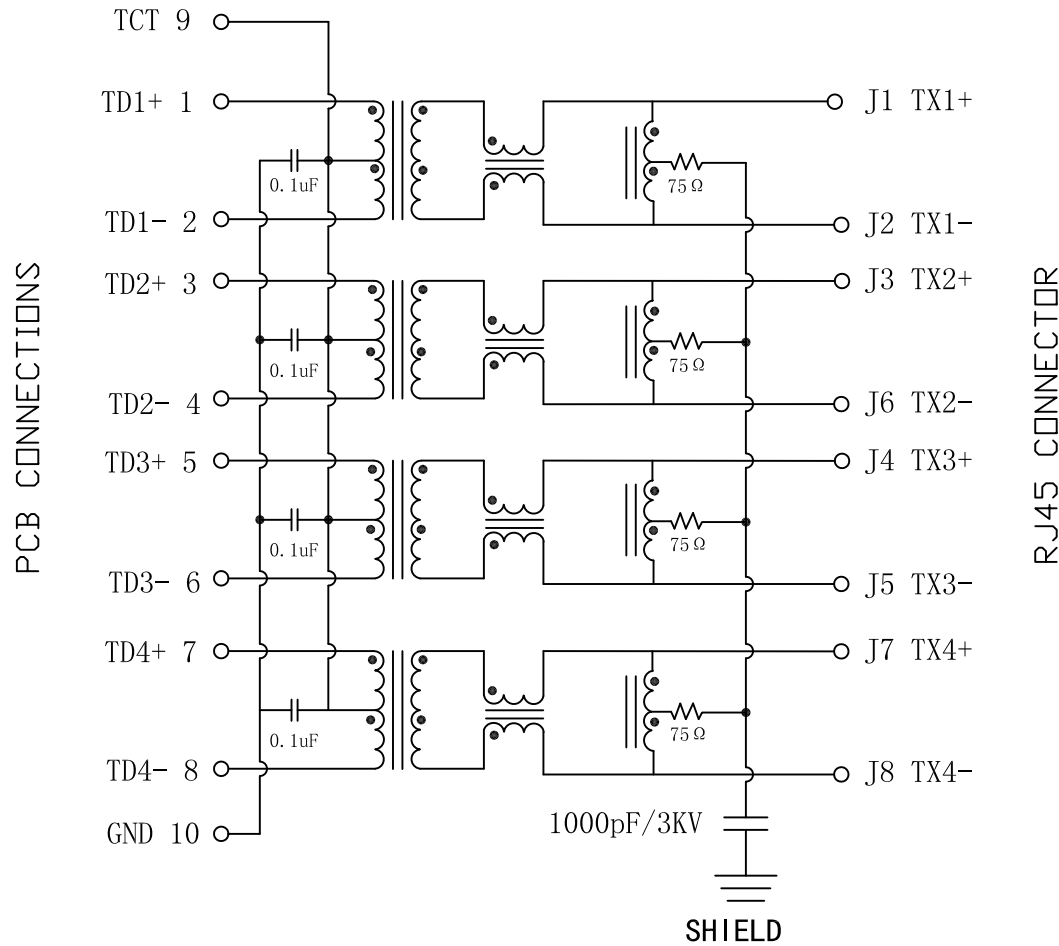 TCT 9
TD1+ 1
J1 TX1+
0.1uF
75Ω
TD1- 2
J2 TX1-
TD2+ 3
J3 TX2+
0.1uF
75Ω
TD2- 4
J6 TX2-
TD3+ 5
J4 TX3+
0.1uF
75Ω
TD3- 6
J5 TX3-
TD4+ 7
J7 TX4+
0.1uF
75Ω
TD4- 8
J8 TX4-
GND 10
1000pF/3KV
SHIELD
PCB CONNECTIONS
RJ45 CONNECTOR